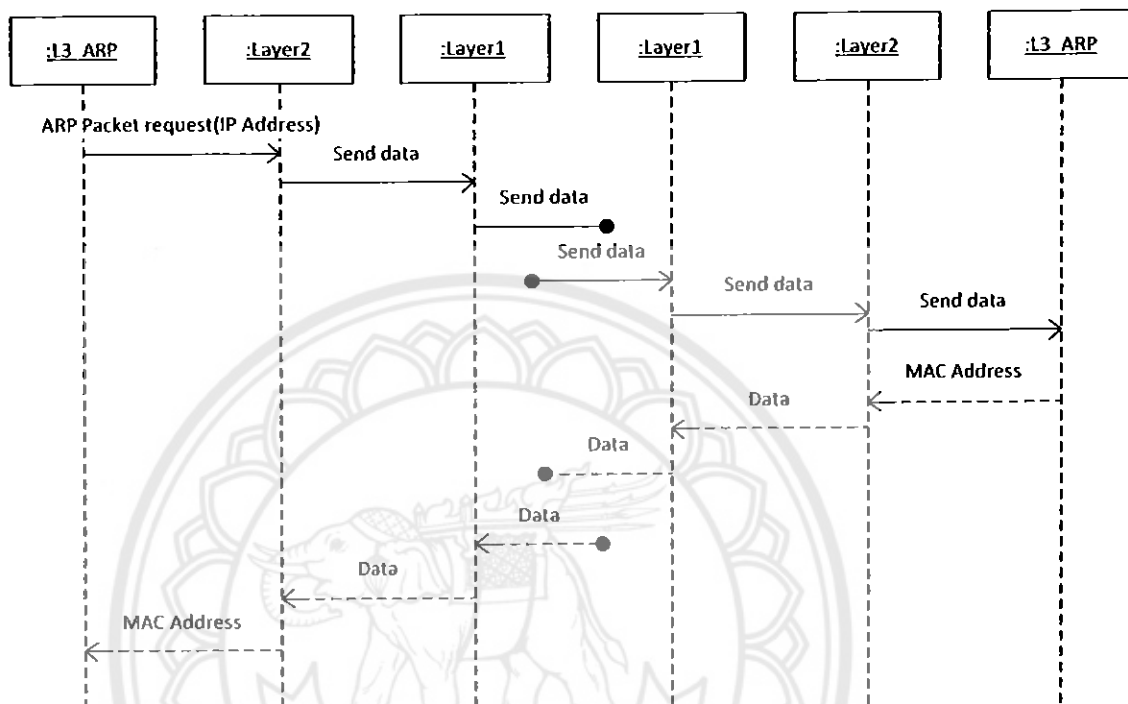 :L3_ARP
:Layer2
:Layer1
:Layer1
:Layer2
:L3_ARP
ARP Packet request(IP Address)
Send data
Send data
Send data
Send data
Send data
MAC Address
Data
Data
Data
Data
MAC Address